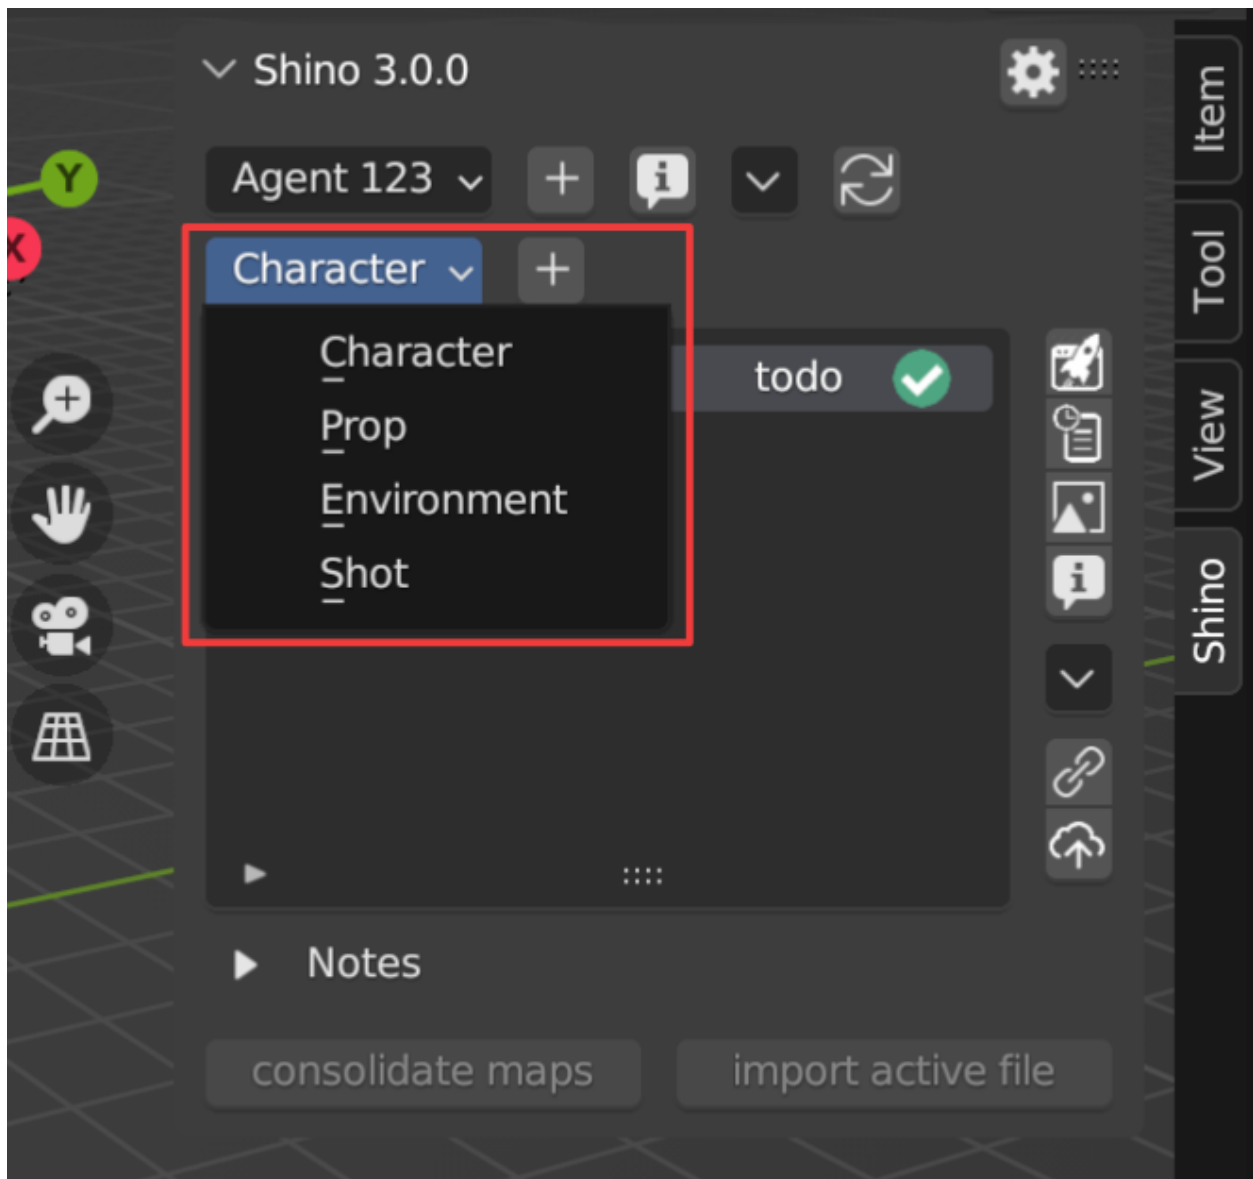 Shino 3.0.0
Agent 123
Character
Character
Prop
Environment
Shot
todo
Notes
consolidate maps
import active file
Item
Tool
View
Shino
Y
X